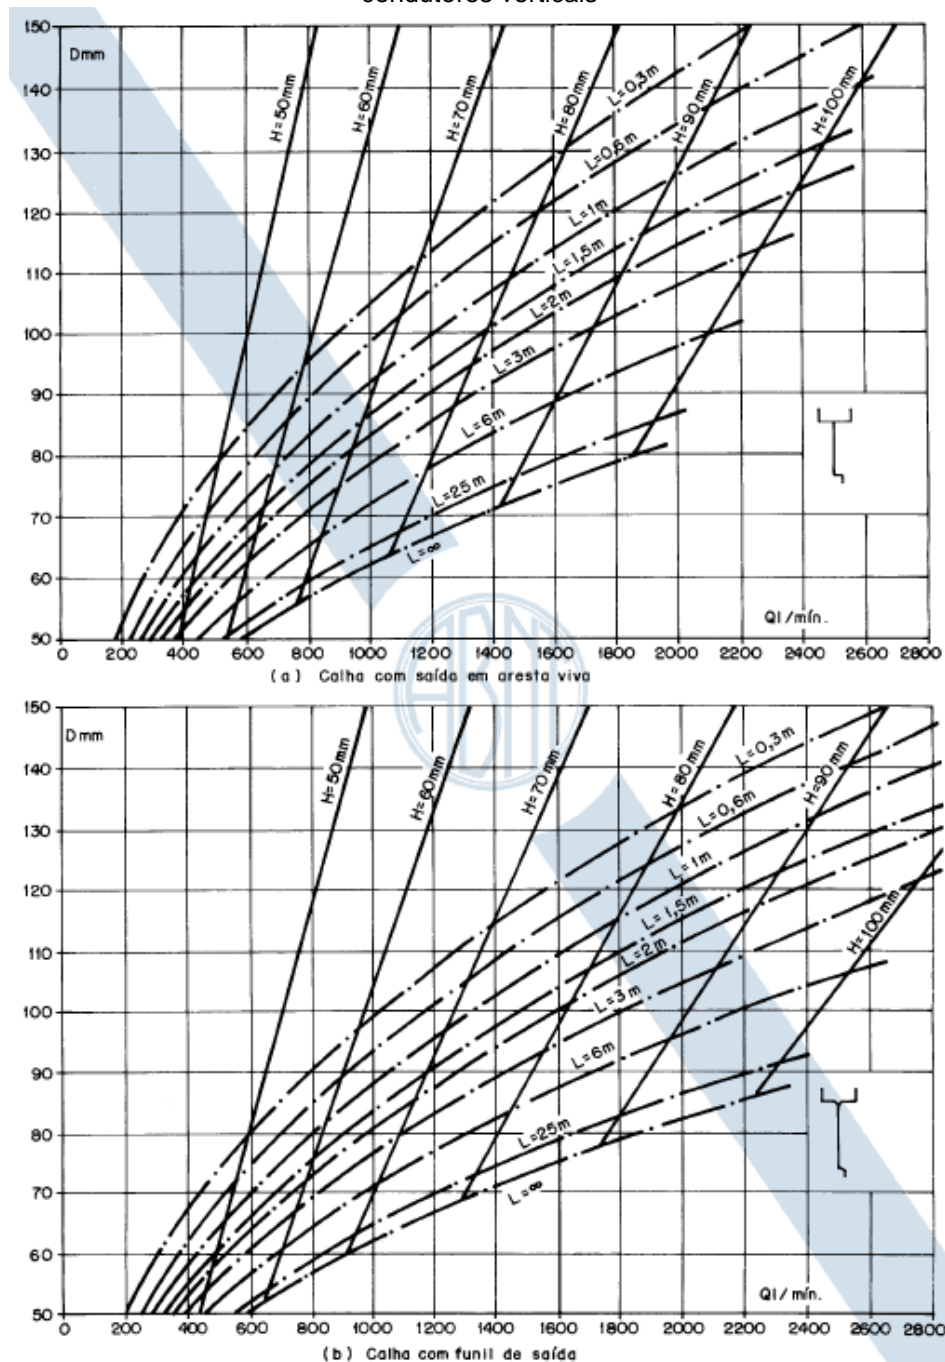 condutores verticais
150
Dmm
140
130
120
110
100
90
80
70
60
50
H=50mm
H=60mm
H=70mm
H=80mm
H=90mm
H=100mm
L=0,3m
L=0,6m
L=1m
L=1,5m
L=2m
L=3m
L=6m
L=25m
L=∞
Ql/mín.
0 200 400 600 800 1000 1200 1400 1600 1800 2000 2200 2400 2600 2800
(a) Calha com saída em aresta viva
ABNT
150
Dmm
140
130
120
110
100
90
80
70
60
50
H=50mm
H=60mm
H=70mm
H=80mm
H=90mm
H=100mm
L=0,3m
L=0,6m
L=1m
L=1,5m
L=2m
L=3m
L=6m
L=25m
L=∞
Ql/mín.
0 200 400 600 800 1000 1200 1400 1600 1800 2000 2200 2400 2600 2800
(b) Calha com funil de saída